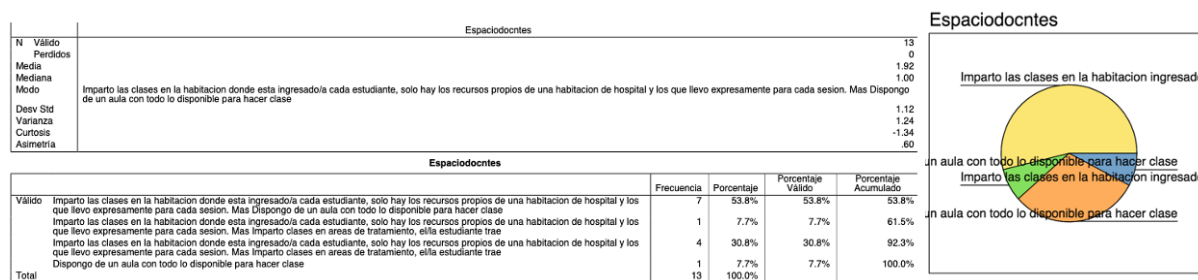 Espaciodocntes
N Válido 13
Perdidos 0
Media 1.92
Mediana 1.00
Modo Imparto las clases en la habitacion donde esta ingresado/a cada estudiante, solo hay los recursos propios de una habitacion de hospital y los que llevo expresamente para cada sesion. Mas Dispongo
de un aula con todo lo disponible para hacer clase
Desv Std 1.12
Varianza 1.24
Curtosis -1.34
Asimetría .60
Espaciodocntes
Frecuencia Porcentaje Porcentaje Válido Porcentaje Acumulado
Válido Imparto las clases en la habitacion donde esta ingresado/a cada estudiante, solo hay los recursos propios de una habitacion de hospital y los 7 53.8% 53.8% 53.8%
que llevo expresamente para cada sesion. Mas Dispongo de un aula con todo lo disponible para hacer clase
Imparto las clases en la habitacion donde esta ingresado/a cada estudiante, solo hay los recursos propios de una habitacion de hospital y los 1 7.7% 7.7% 61.5%
que llevo expresamente para cada sesion. Mas Imparto clases en areas de tratamiento, el/la estudiante trae
Imparto las clases en la habitacion donde esta ingresado/a cada estudiante, solo hay los recursos propios de una habitacion de hospital y los 4 30.8% 30.8% 92.3%
que llevo expresamente para cada sesion. Mas Imparto clases en areas de tratamiento, el/la estudiante trae
Dispongo de un aula con todo lo disponible para hacer clase 1 7.7% 7.7% 100.0%
Total 13 100.0%
Espaciodocntes
Imparto las clases en la habitacion ingresad
un aula con todo lo disponible para hacer clase
Imparto las clases en la habitacion ingresad
un aula con todo lo disponible para hacer clase